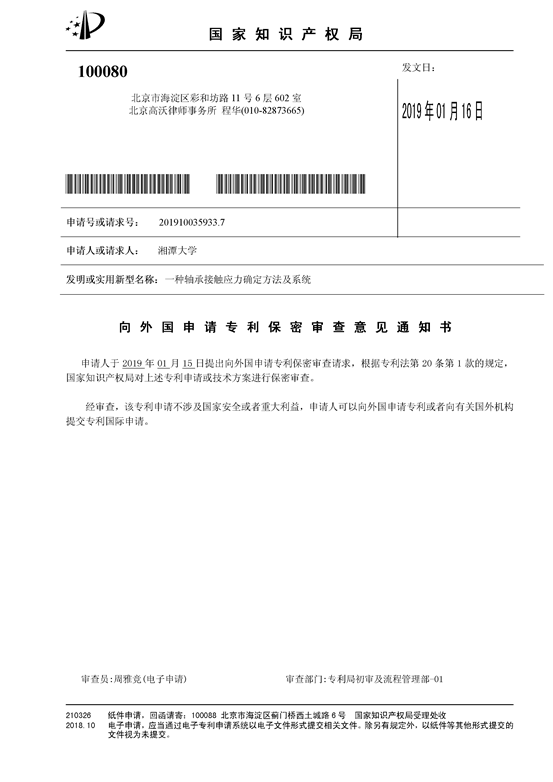 国家知识产权局
100080
发文日：
北京市海淀区彩和坊路 11 号 6 层 602 室
北京高沃律师事务所 程华(010-82873665)
2019 年 01 月 16 日
申请号或请求号： 201910035933.7
申请人或请求人： 湘潭大学
发明或实用新型名称：一种轴承接触应力确定方法及系统
向外国申请专利保密审查意见通知书
申请人于 2019 年 01 月 15 日提出向外国申请专利保密审查请求，根据专利法第 20 条第 1 款的规定，
国家知识产权局对上述专利申请或技术方案进行保密审查。
经审查，该专利申请不涉及国家安全或者重大利益，申请人可以向外国申请专利或者向有关国外机构
提交专利国际申请。
审查员:周雅竞(电子申请) 审查部门:专利局初审及流程管理部-01
210326 纸件申请，回函请寄：100088 北京市海淀区蓟门桥西土城路 6 号 国家知识产权局受理处收
2018.10 电子申请，应当通过电子专利申请系统以电子文件形式提交相关文件。除另有规定外，以纸件等其他形式提交的
文件视为未提交。